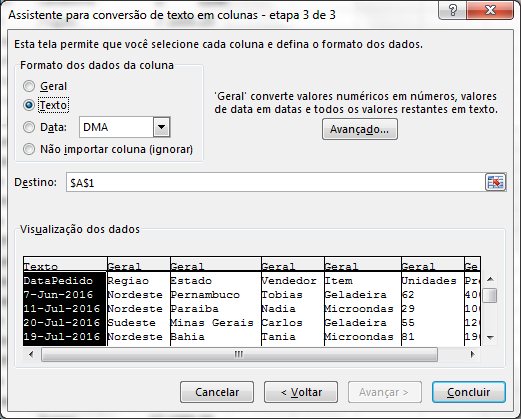 Assistente para conversão de texto em colunas - etapa 3 de 3
Esta tela permite que você selecione cada coluna e defina o formato dos dados.
Formato dos dados da coluna
Geral
Texto
Data: DMA
Não importar coluna (ignorar)
'Geral' converte valores numéricos em números, valores
de data em datas e todos os valores restantes em texto.
Avançado...
Destino: $A$1
Visualização dos dados
Texto Geral Geral Geral Geral Geral Ge
DataPedido Regiao Estado Vendedor Item Unidades Pre
7-Jun-2016 Nordeste Pernambuco Tobias Geladeira 62 400
11-Jul-2016 Nordeste Paraiba Nadia Microondas 29 100
20-Jul-2016 Sudeste Minas Gerais Carlos Geladeira 55 120
19-Jul-2016 Nordeste Bahia Tania Microondas 81 190
Cancelar < Voltar Avançar > Concluir